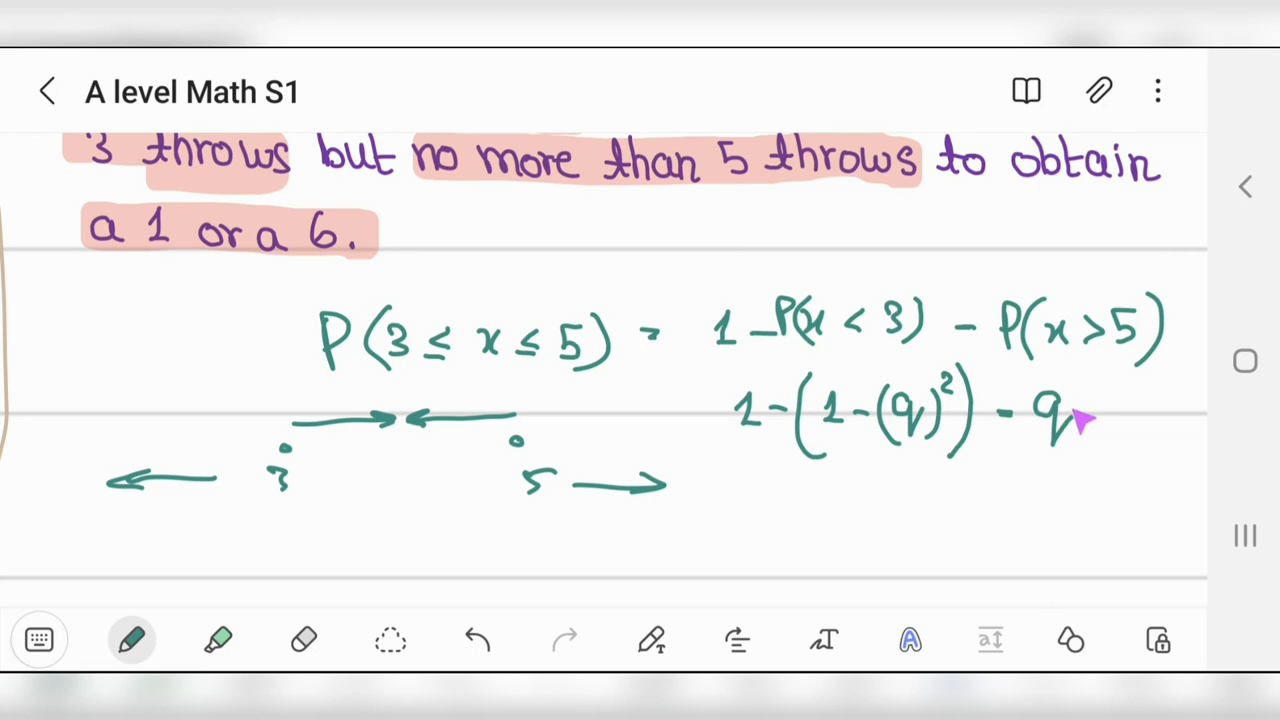 A level Math S1
3 throws but no more than 5 throws to obtain
a 1 or a 6.
P(3 ≤ x ≤ 5) = 1 - P(x < 3) - P(x > 5)
1 - (1 - (q)²) - q
3 5